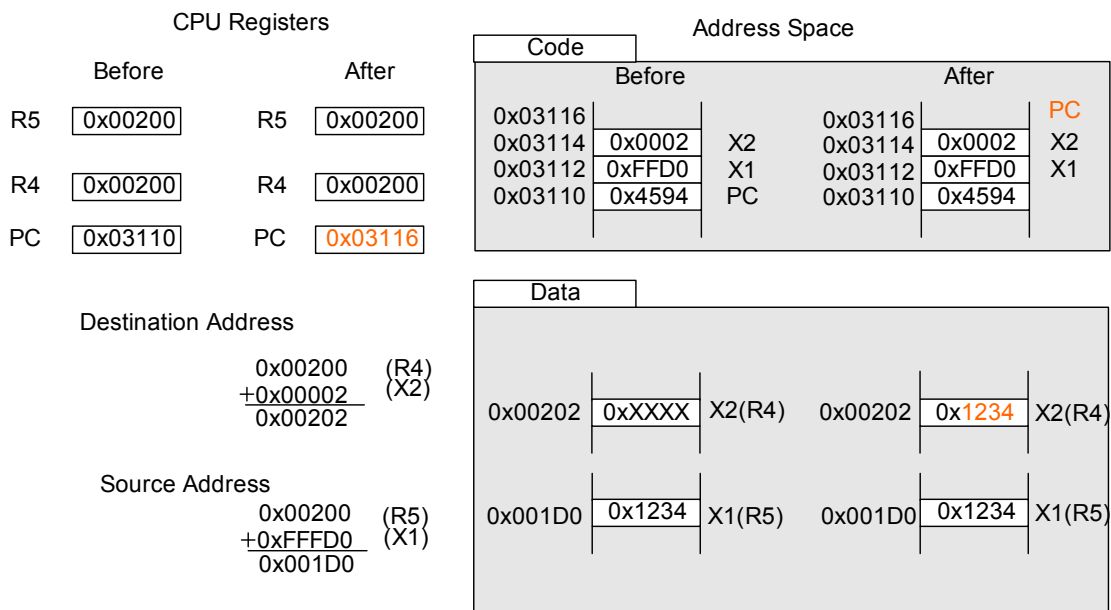 CPU Registers
Before After
R5 0x00200 R5 0x00200
R4 0x00200 R4 0x00200
PC 0x03110 PC 0x03116
Address Space
Code
Before After
0x03116 0x03116 PC
0x03114 0x0002 X2 0x03114 0x0002 X2
0x03112 0xFFD0 X1 0x03112 0xFFD0 X1
0x03110 0x4594 PC 0x03110 0x4594
Destination Address
0x00200 (R4)
+0x00002 (X2)
0x00202
Source Address
0x00200 (R5)
+0xFFFD0 (X1)
0x001D0
Data
0x00202 0xXXXX X2(R4) 0x00202 0x1234 X2(R4)
0x001D0 0x1234 X1(R5) 0x001D0 0x1234 X1(R5)